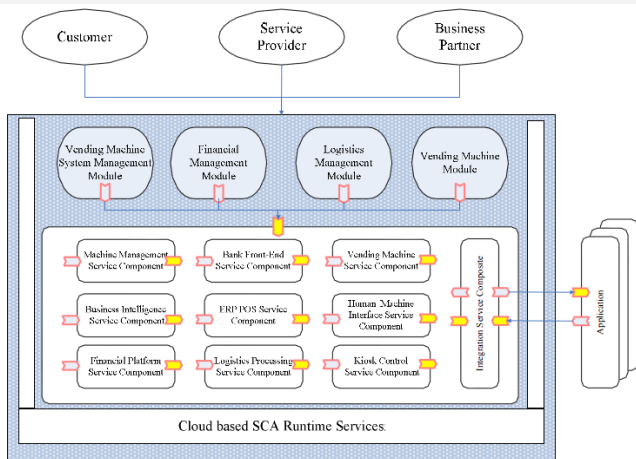 Customer
Service
Provider
Business
Partner
Vending Machine
System Management
Module
Financial
Management
Module
Logistics
Management
Module
Vending Machine
Module
Machine Management
Service Component
Bank Front-End
Service Component
Vending Machine
Service Component
Business Intelligence
Service Component
ERP POS Service
Component
Human-Machine
Interface Service
Component
Financial Platform
Service Component
Logistics Processing
Service Component
Kiosk Control
Service Component
Integration Service Composite
Application
Cloud based SCA Runtime Services: